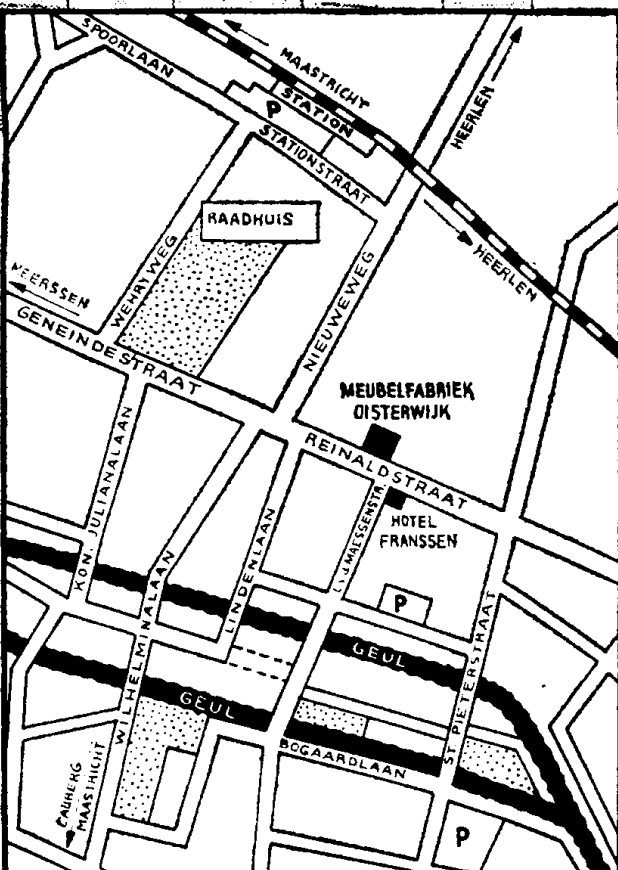 SPOORLAAN
MAASTRICHT
P
STATION
STATIONSTRAAT
HEERLEN
RAADHUIS
WEHRYWEG
NIEUWEWEG
HEERLEN
MEERSSEN
GENEINDESTRAAT
MEUBELFABRIEK
OISTERWIJK
REINALDSTRAAT
KON. JULIANALAAN
HOTEL
FRANSSEN
LINDENLAAN
WILHELMINALAAN
P
ST PIETERSTRAAT
GEUL
GEUL
BOGAARDLAAN
CAUBERG
MAASTRICHT
P